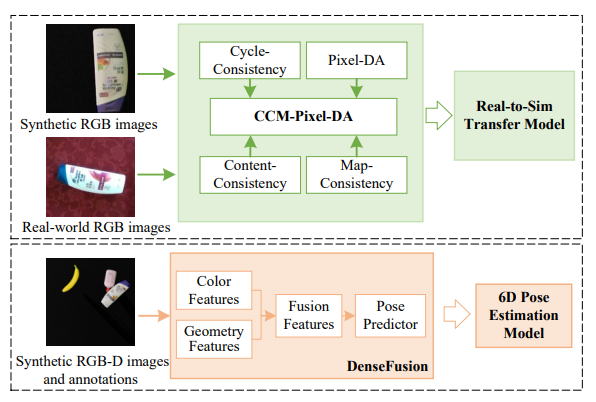 Cycle-
Consistency
Pixel-DA
CCM-Pixel-DA
Content-
Consistency
Map-
Consistency
Real-to-Sim
Transfer Model
Synthetic RGB images
Real-world RGB images
Color
Features
Geometry
Features
Fusion
Features
Pose
Predictor
DenseFusion
6D Pose
Estimation
Model
Synthetic RGB-D images
and annotations